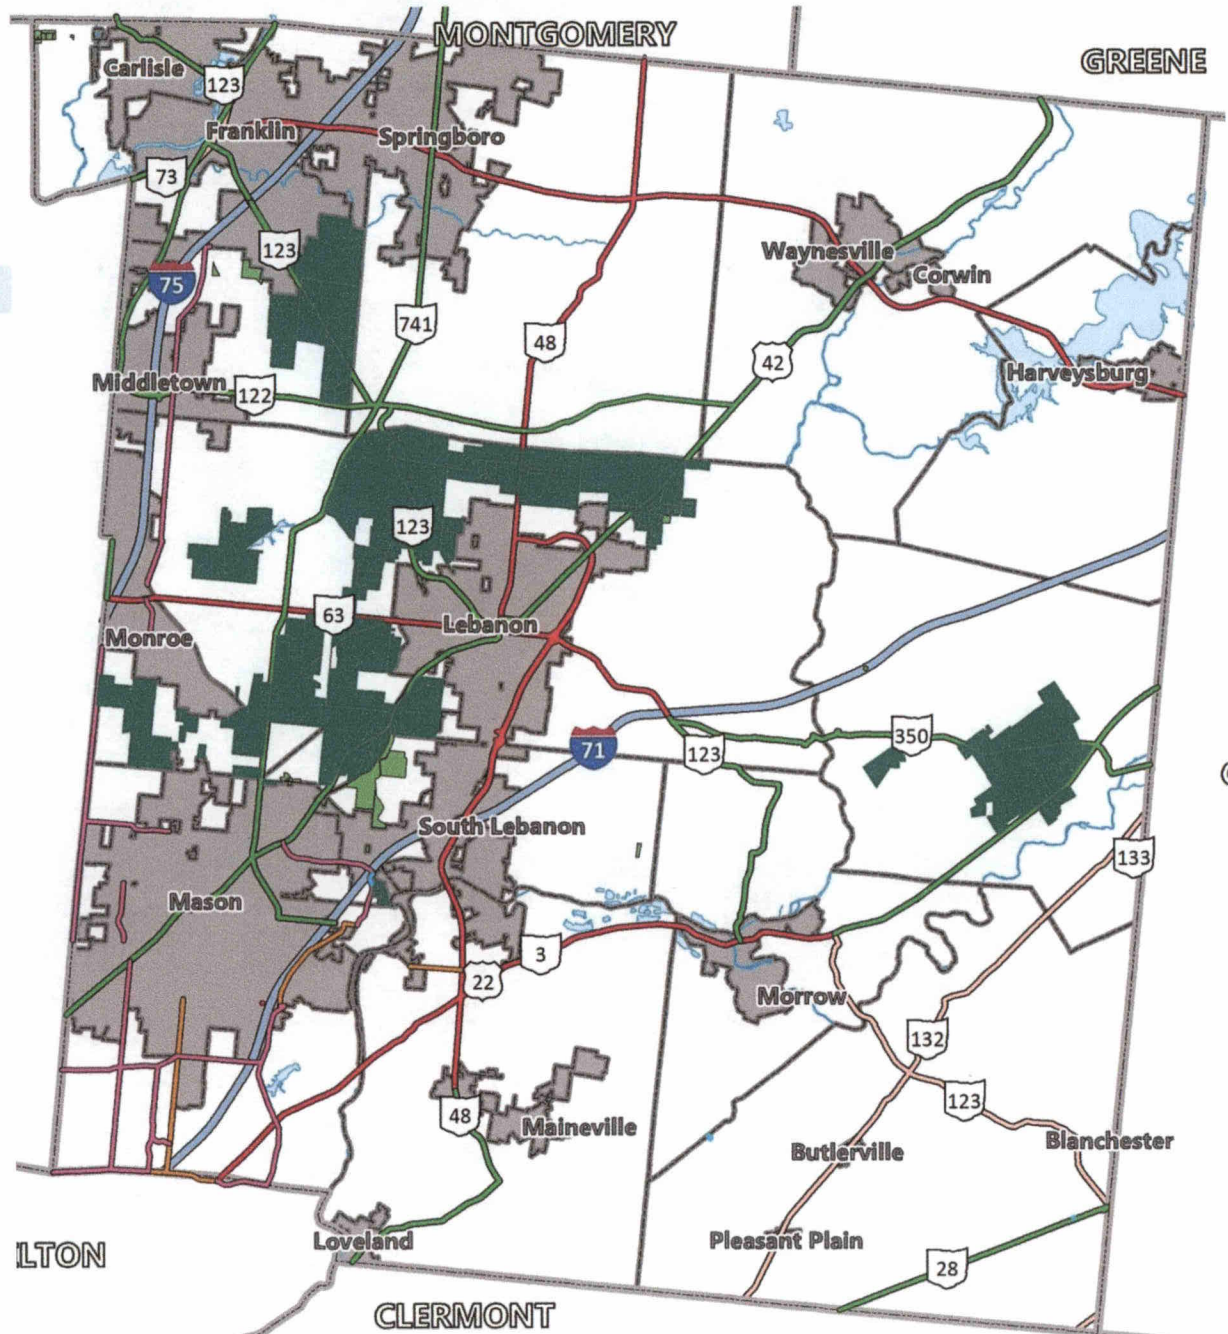 MONTGOMERY
GREENE
Carlisle
123
Franklin
Springboro
73
123
75
Waynesville
Corwin
741
48
42
Middletown
122
Harveysburg
123
63
Lebanon
Monroe
71
123
350
South Lebanon
133
Mason
3
22
Morrow
132
123
48
Maineville
Butlerville
Blanchester
Loveland
Pleasant Plain
ILTON
28
CLERMONT